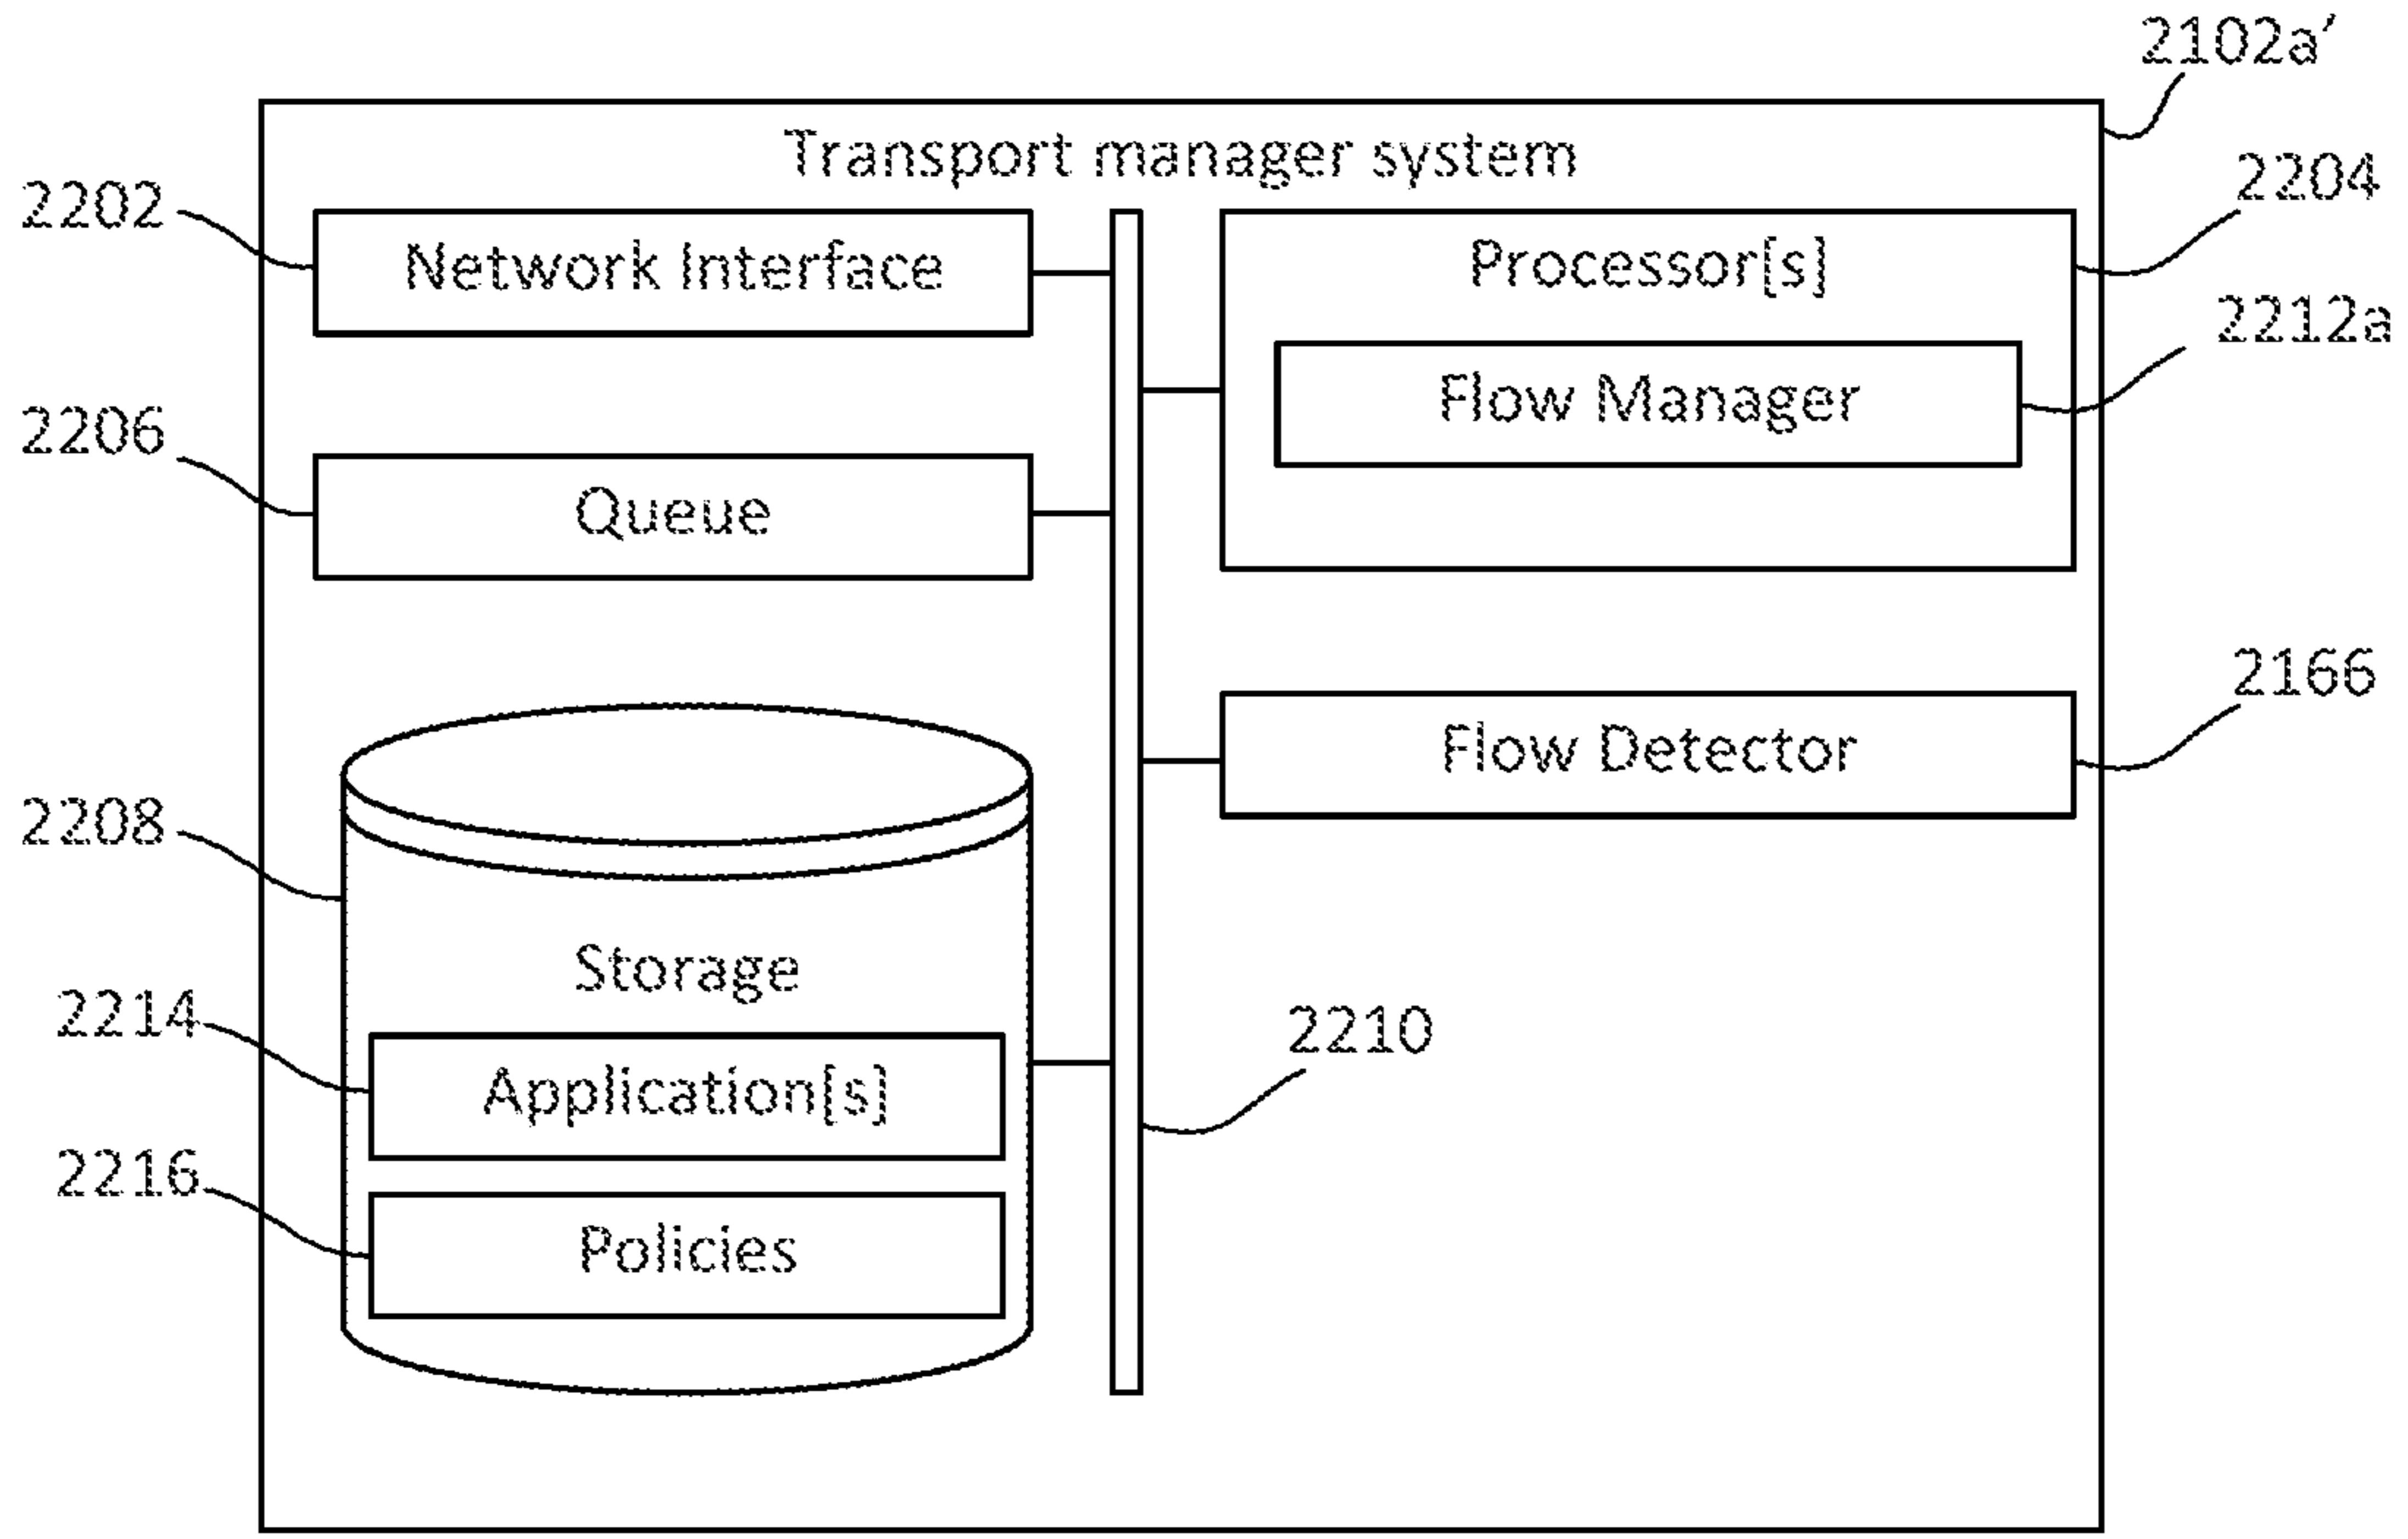 2102a’
Transport manager system
2202
Network Interface
2204
Processor[s]
2212a
Flow Manager
2206
Queue
2166
Flow Detector
2208
Storage
2214
Application[s]
2210
2216
Policies